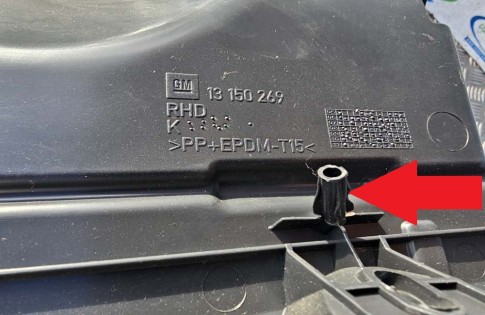 GM 13 150 269
RHD
K
>PP+EPDM-T15<